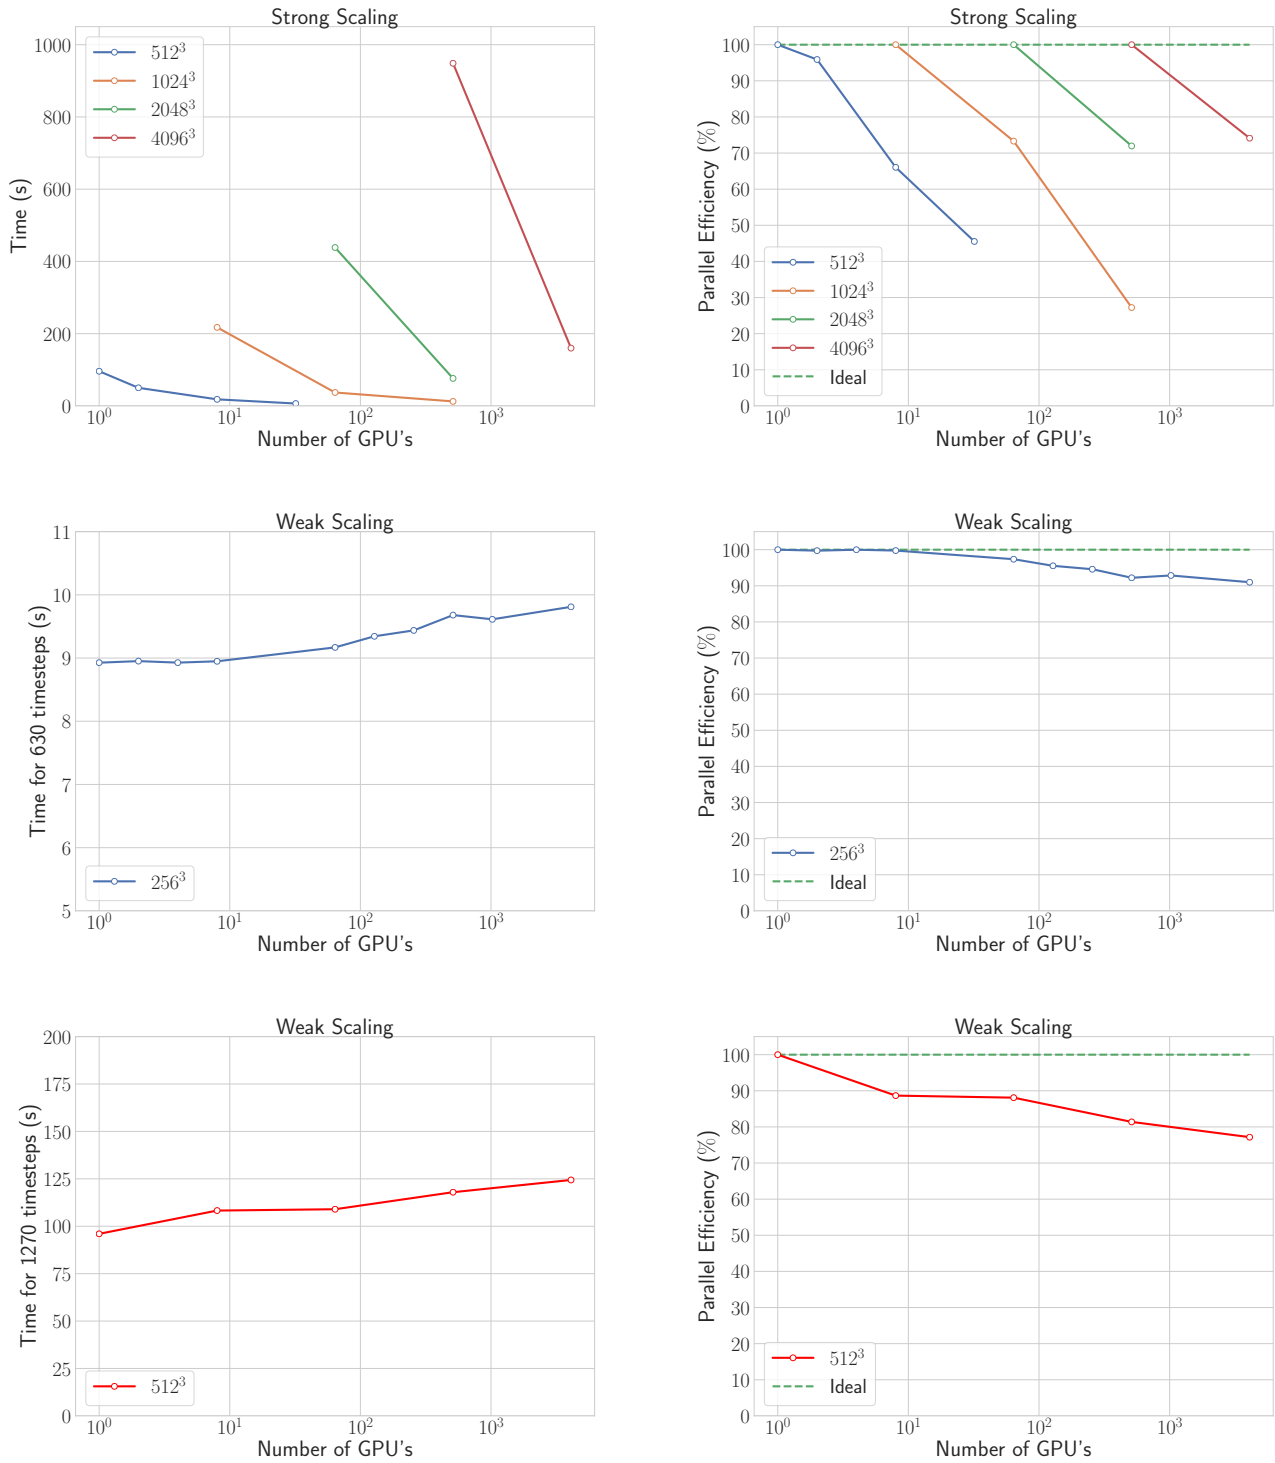 Strong Scaling
1000
800
600
400
200
0
Time (s)
512³
1024³
2048³
4096³
10⁰ 10¹ 10² 10³
Number of GPU's
Strong Scaling
100
90
80
70
60
50
40
30
20
10
0
Parallel Efficiency (%)
512³
1024³
2048³
4096³
Ideal
10⁰ 10¹ 10² 10³
Number of GPU's
Weak Scaling
11
10
9
8
7
6
5
Time for 630 timesteps (s)
256³
10⁰ 10¹ 10² 10³
Number of GPU's
Weak Scaling
100
90
80
70
60
50
40
30
20
10
0
Parallel Efficiency (%)
256³
Ideal
10⁰ 10¹ 10² 10³
Number of GPU's
Weak Scaling
200
175
150
125
100
75
50
25
0
Time for 1270 timesteps (s)
512³
10⁰ 10¹ 10² 10³
Number of GPU's
Weak Scaling
100
90
80
70
60
50
40
30
20
10
0
Parallel Efficiency (%)
512³
Ideal
10⁰ 10¹ 10² 10³
Number of GPU's